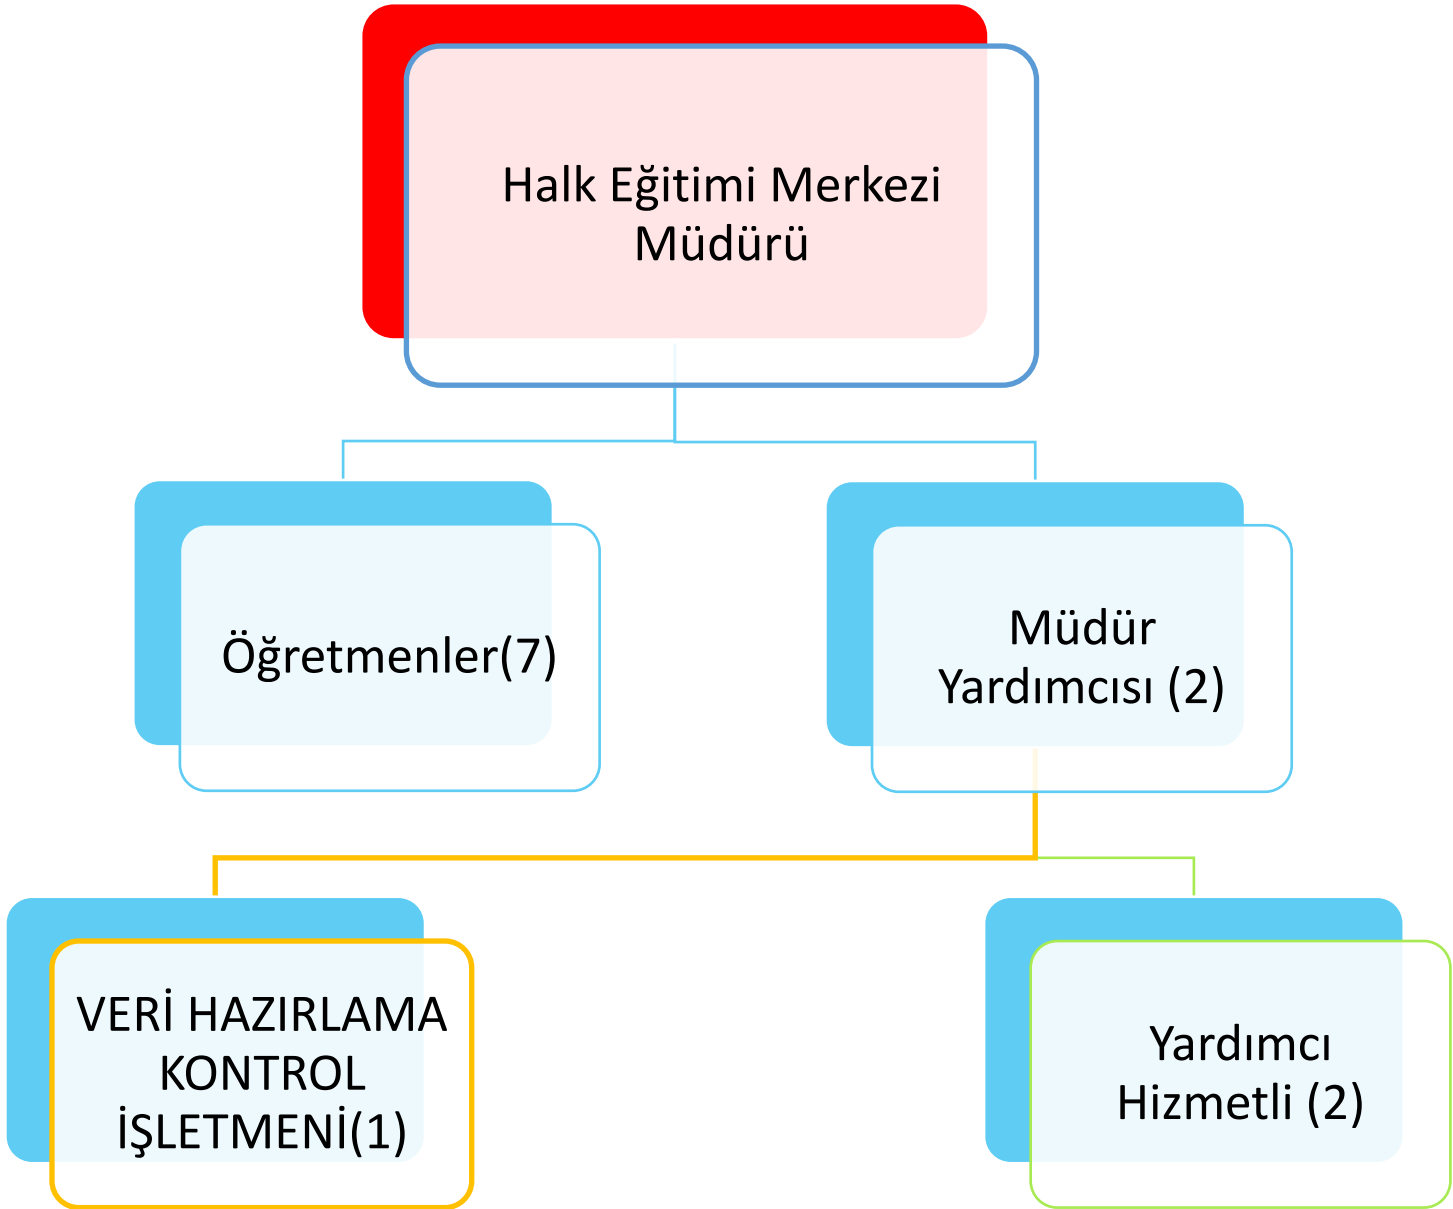 Halk Eğitimi Merkezi
Müdürü
Öğretmenler(7)
Müdür
Yardımcısı (2)
VERİ HAZIRLAMA
KONTROL
İŞLETMENİ(1)
Yardımcı
Hizmetli (2)